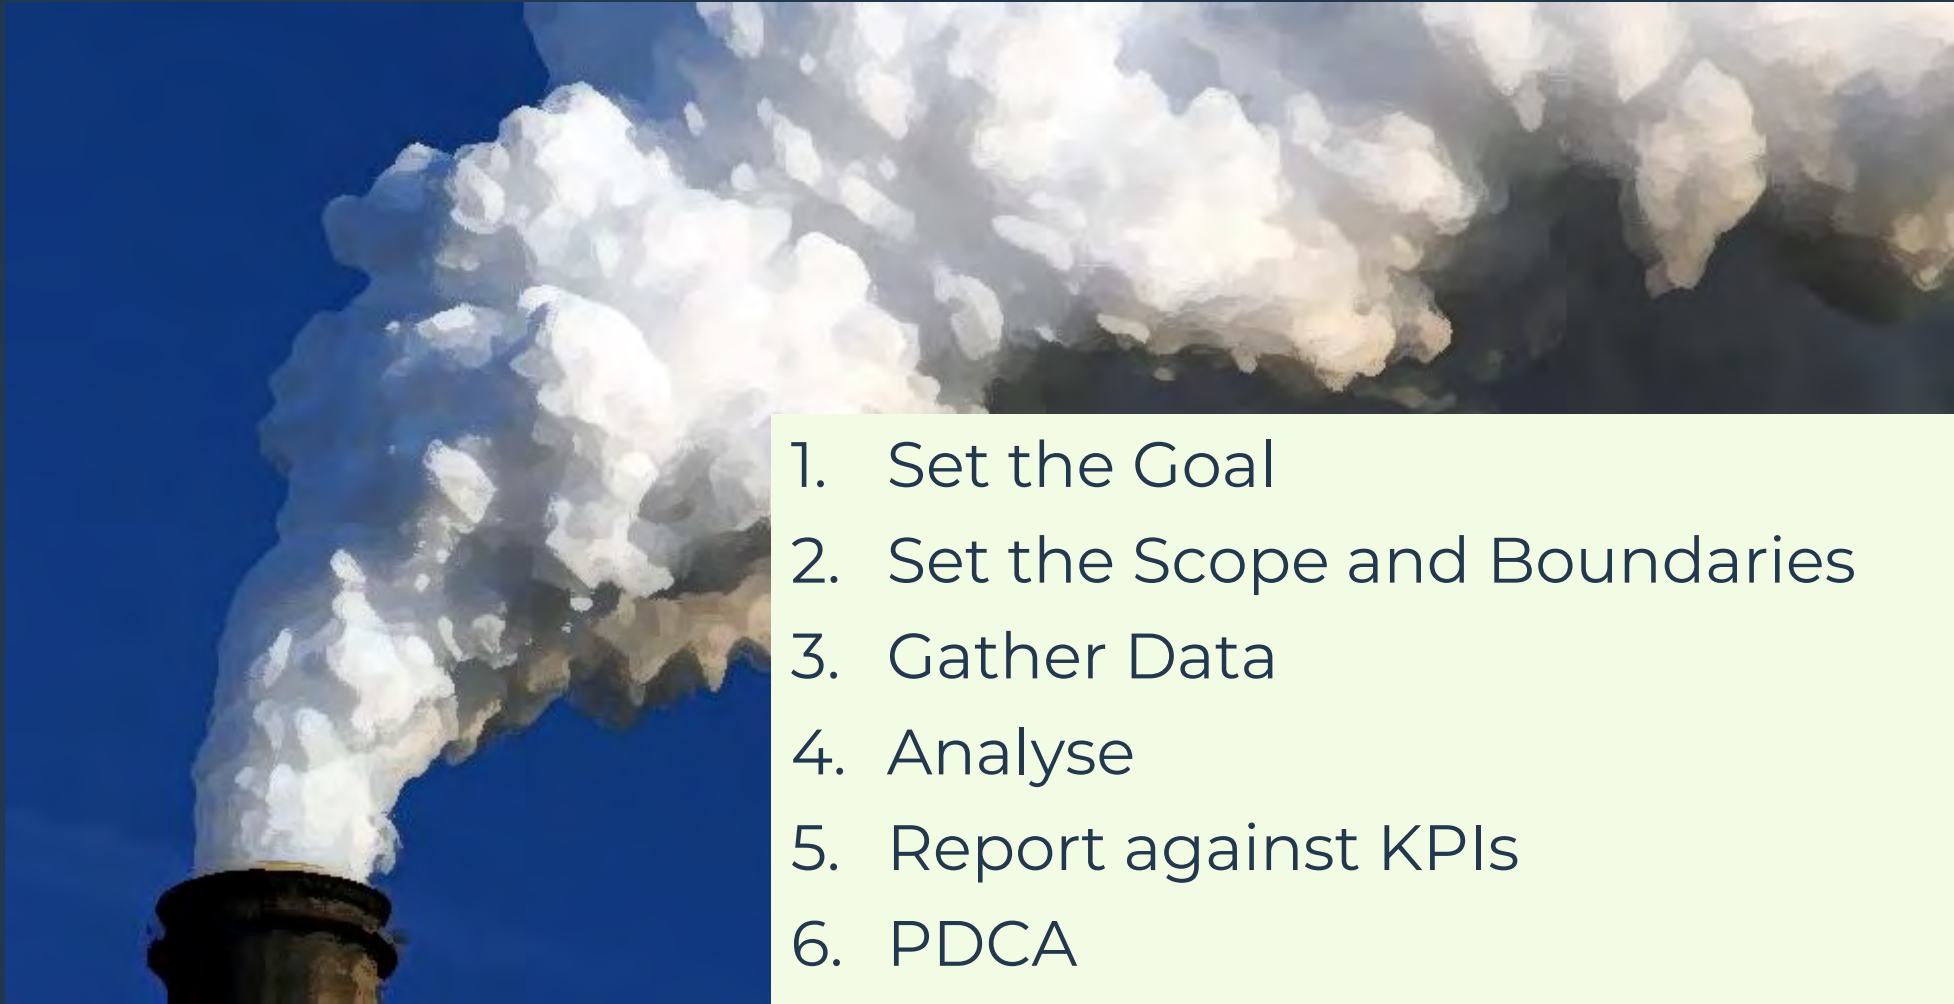 1. Set the Goal
2. Set the Scope and Boundaries
3. Gather Data
4. Analyse
5. Report against KPIs
6. PDCA